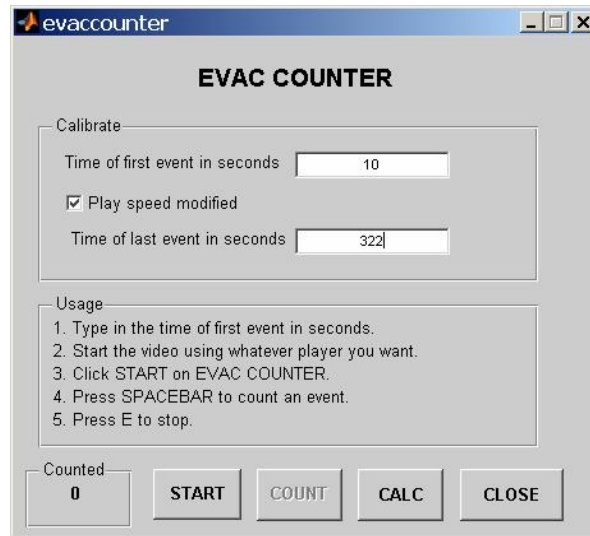 evaccounter
EVAC COUNTER
Calibrate
Time of first event in seconds 10
Play speed modified
Time of last event in seconds 322
Usage
1. Type in the time of first event in seconds.
2. Start the video using whatever player you want.
3. Click START on EVAC COUNTER.
4. Press SPACEBAR to count an event.
5. Press E to stop.
Counted
0
START COUNT CALC CLOSE